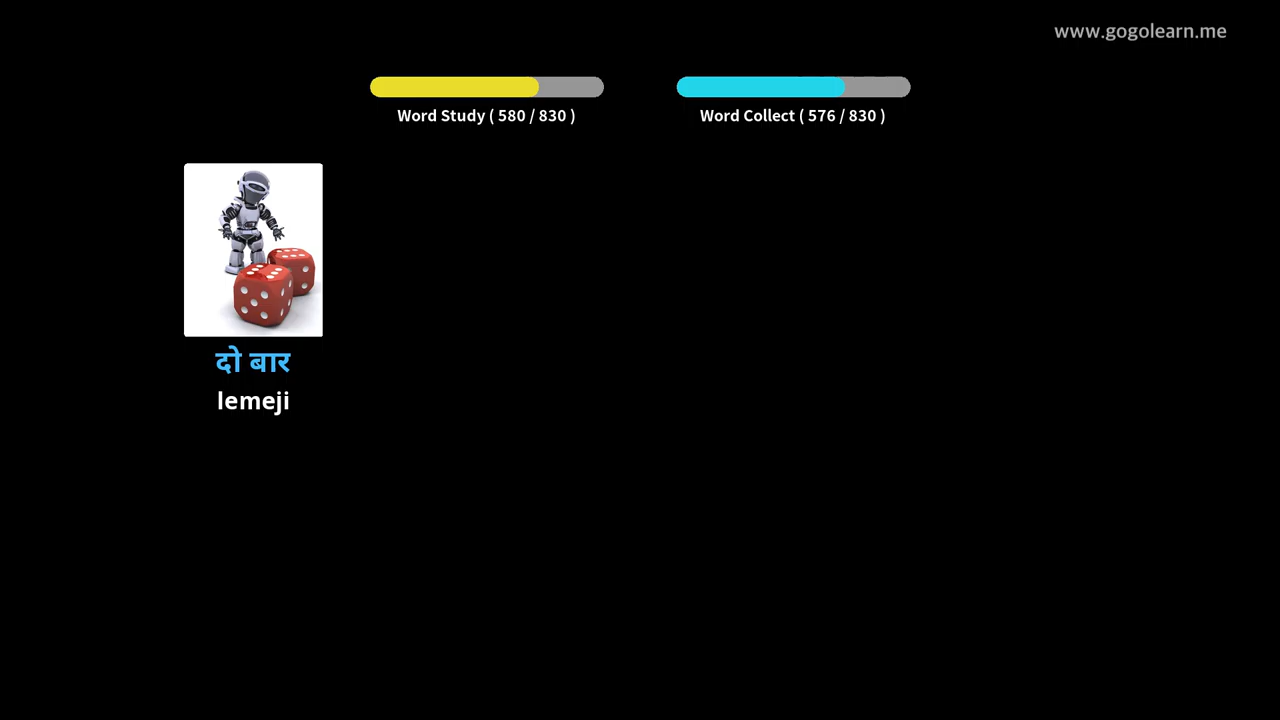 www.gogolearn.me
Word Study ( 580 / 830 )
Word Collect ( 576 / 830 )
दो बार
lemeji